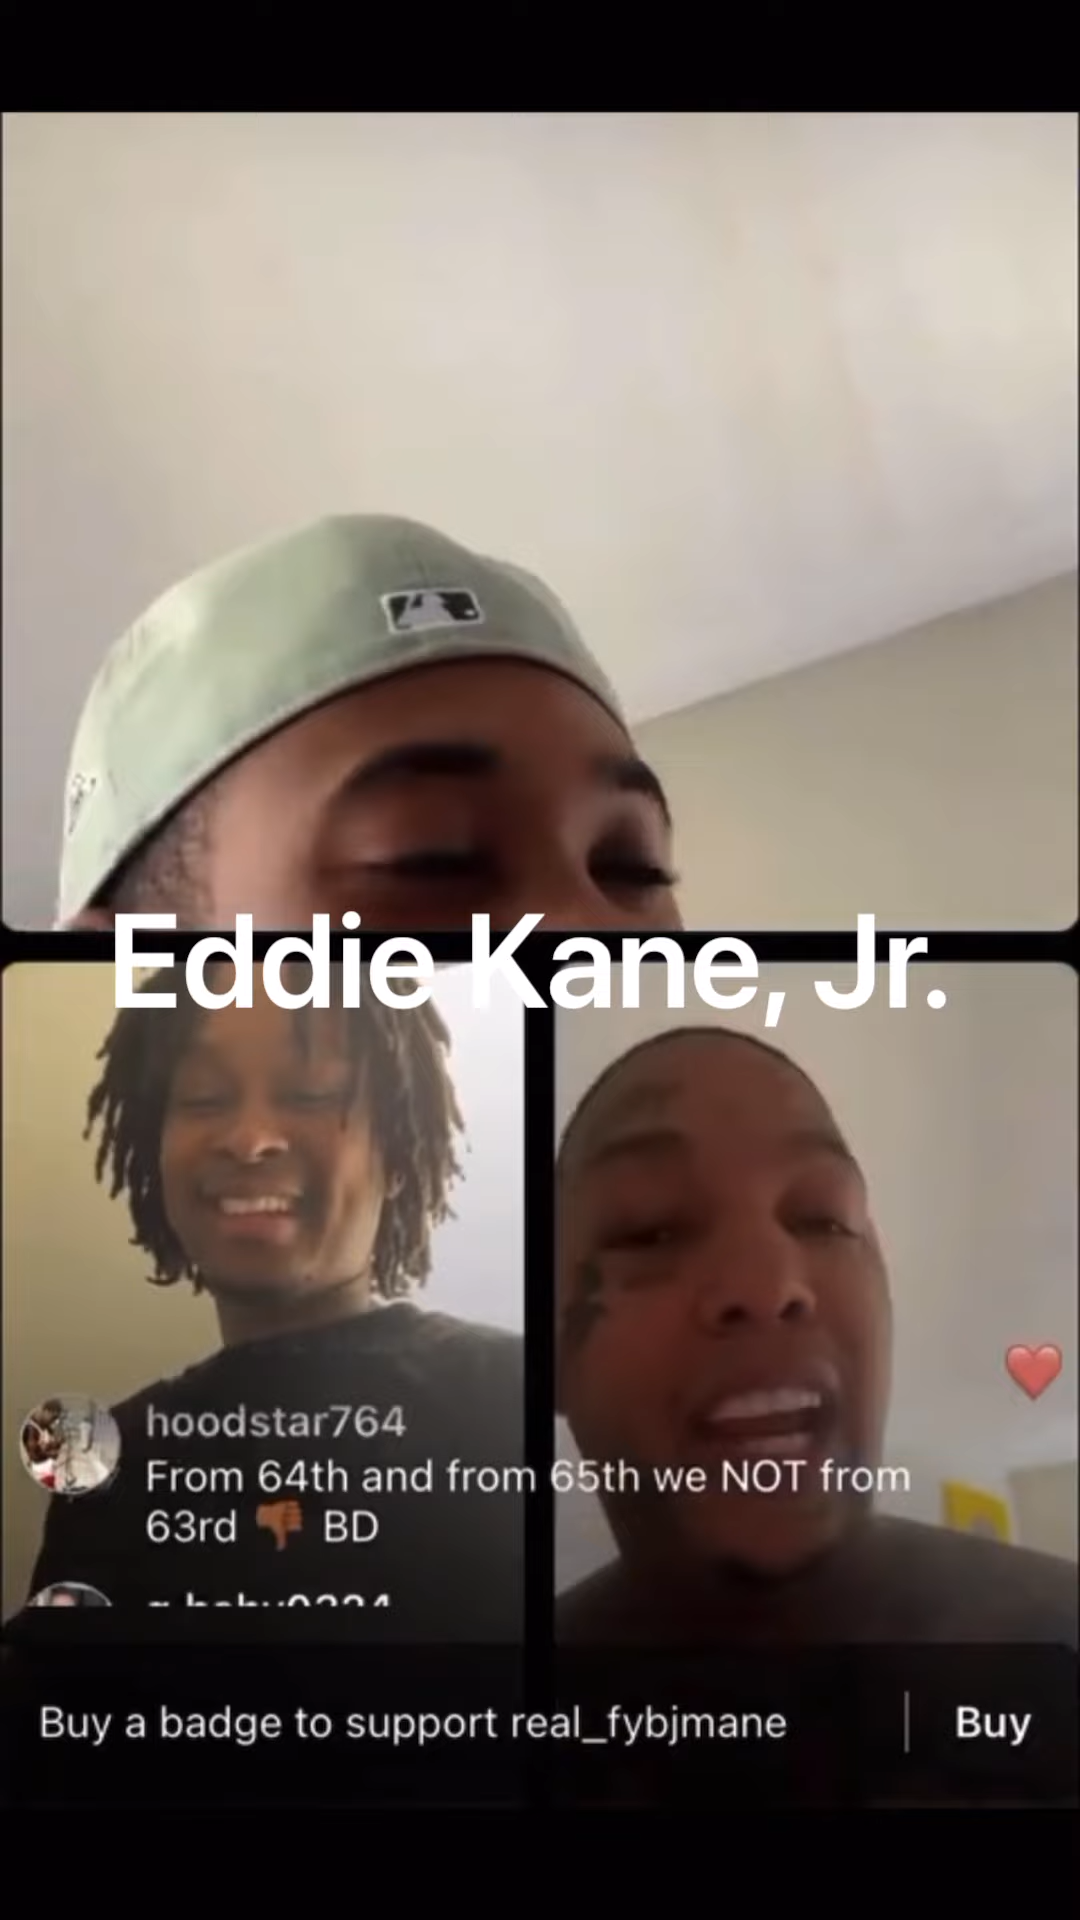 Eddie Kane, Jr.
hoodstar764
From 64th and from 65th we NOT from
63rd 👎🏾 BD
Buy a badge to support real_fybjmane
Buy